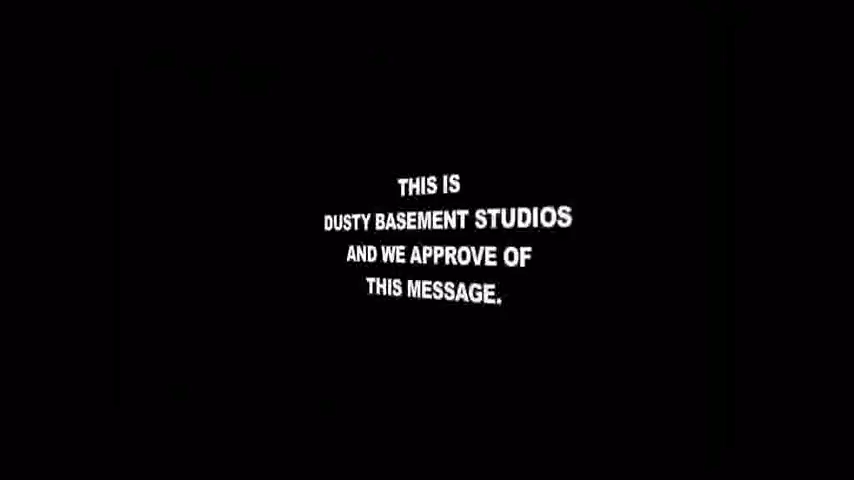 THIS IS
DUSTY BASEMENT STUDIOS
AND WE APPROVE OF
THIS MESSAGE.